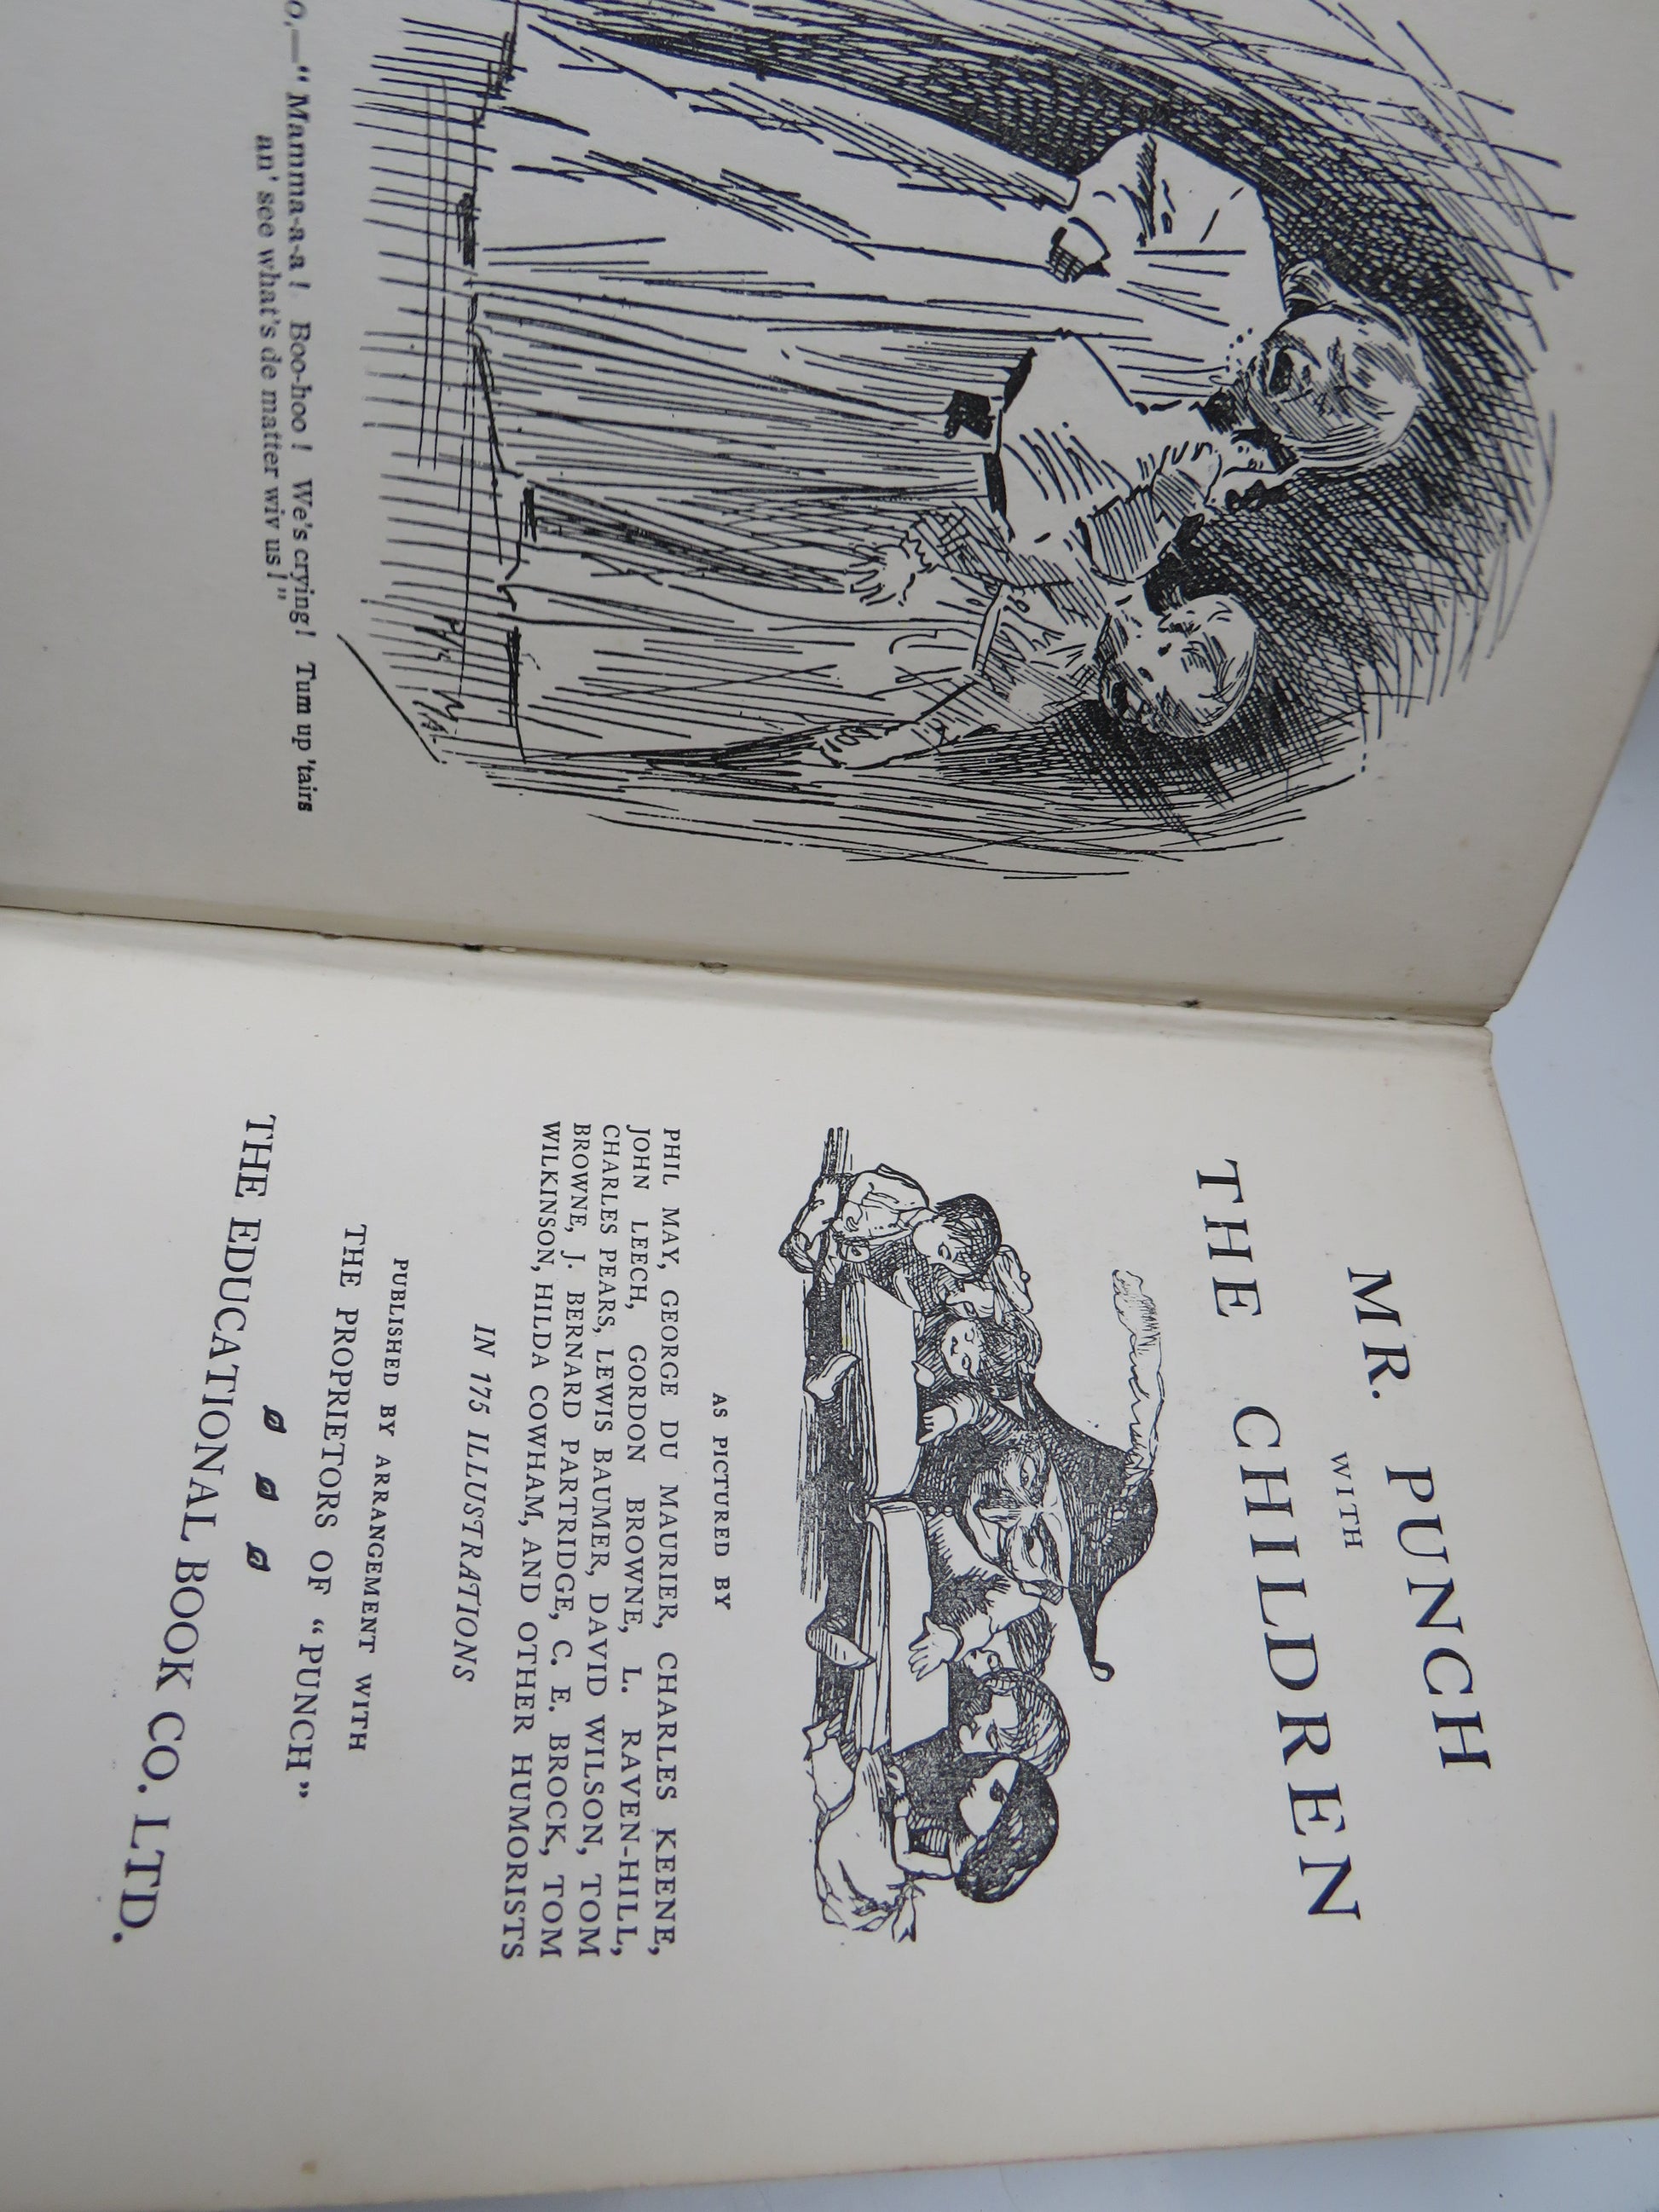 —“ Mamma-a-a ! Boo-hoo ! We's crying ! Tum up 'tairs
an' see what's de matter wiv us ! ”
MR. PUNCH
WITH
THE CHILDREN
AS PICTURED BY
PHIL MAY, GEORGE DU MAURIER, CHARLES KEENE,
JOHN LEECH, GORDON BROWNE, L. RAVEN-HILL,
CHARLES PEARS, LEWIS BAUMER, DAVID WILSON, TOM
BROWNE, J. BERNARD PARTRIDGE, C. E. BROCK, TOM
WILKINSON, HILDA COWHAM, AND OTHER HUMORISTS
IN 175 ILLUSTRATIONS
PUBLISHED BY ARRANGEMENT WITH
THE PROPRIETORS OF “PUNCH”
THE EDUCATIONAL BOOK CO. LTD.